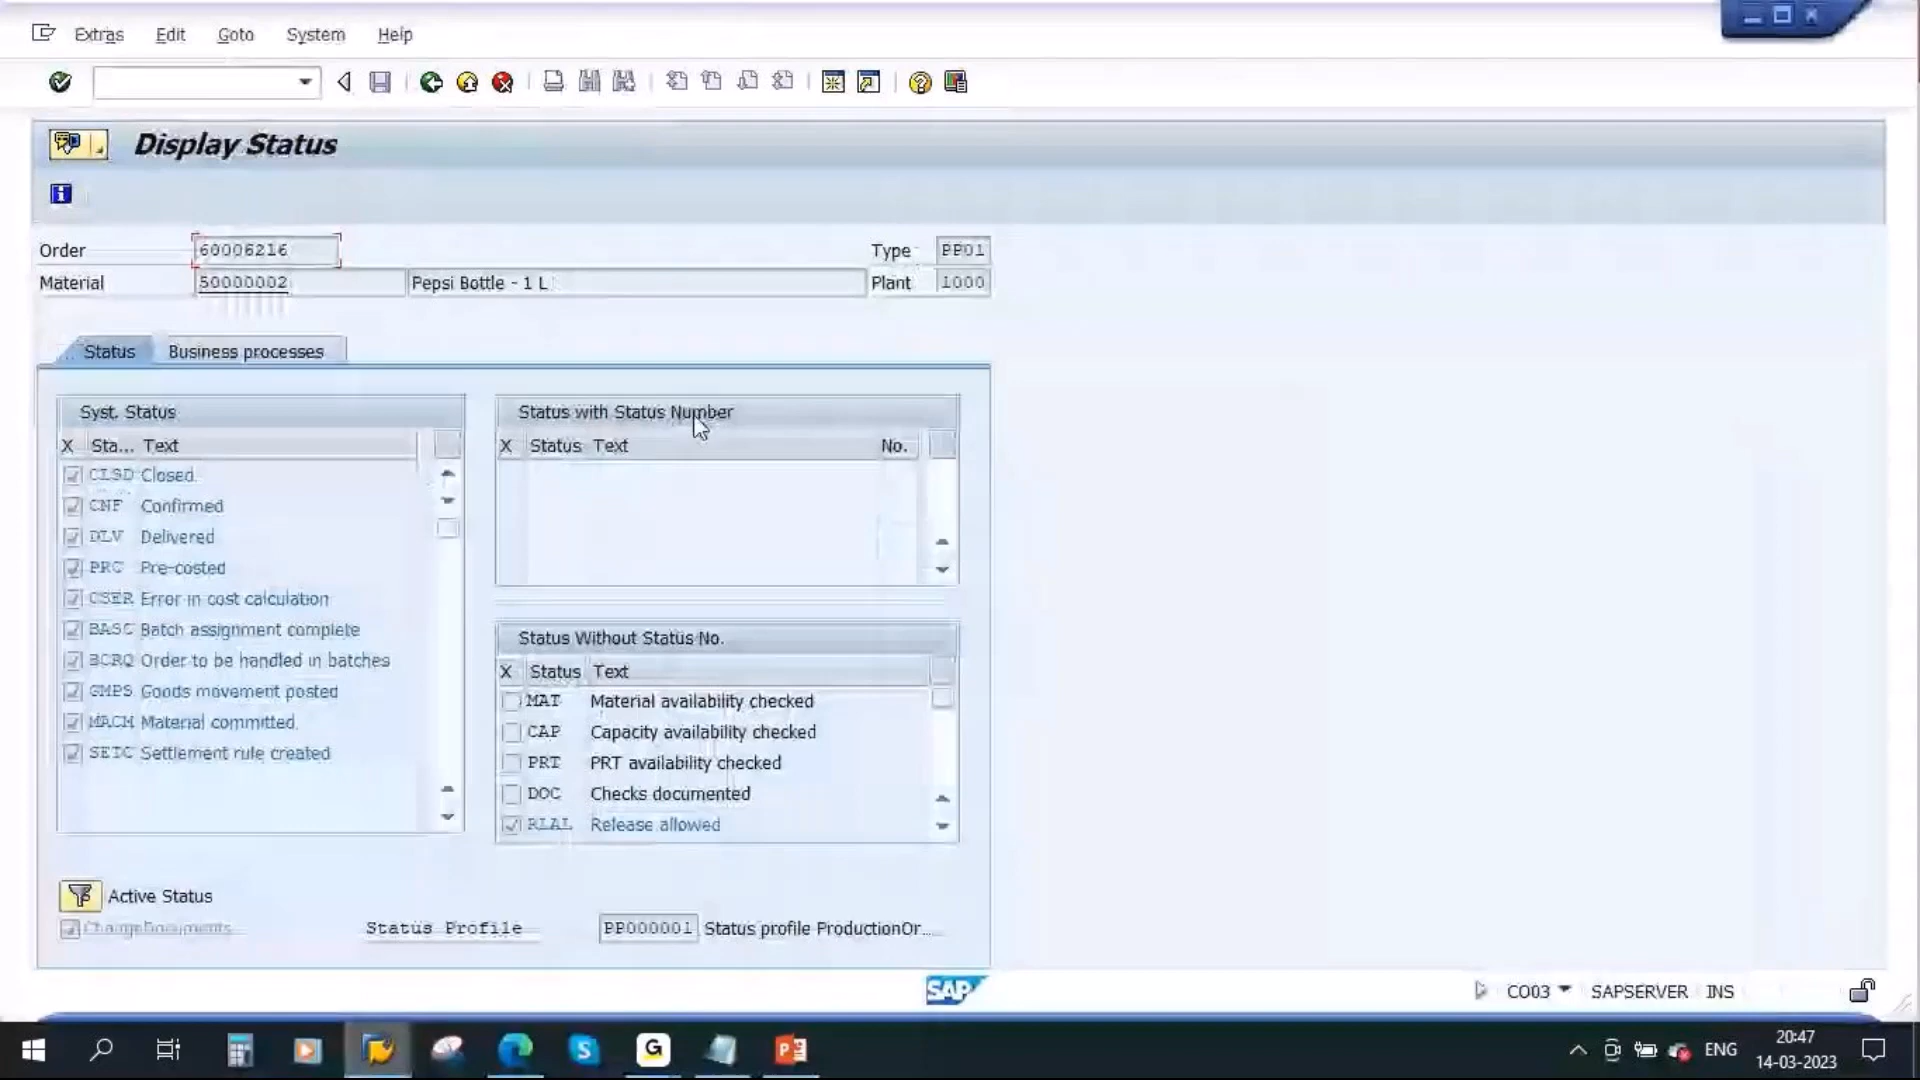 Extras Edit Goto System Help
Display Status
Order 60006216 Type PP01
Material 50000002 Pepsi Bottle - 1 L Plant 1000
Status Business processes
Syst. Status
X Sta... Text
CLSD Closed
CNF Confirmed
DLV Delivered
PRC Pre-costed
CSER Error in cost calculation
BASC Batch assignment complete
BCRQ Order to be handled in batches
GMPS Goods movement posted
MACM Material committed
SETC Settlement rule created
Status with Status Number
X Status Text No.
Status Without Status No.
X Status Text
MAT Material availability checked
CAP Capacity availability checked
PRT PRT availability checked
DOC Checks documented
RLAL Release allowed
Active Status
ChangeDocuments
Status Profile PP000001 Status profile ProductionOr...
SAP
CO03 SAPSERVER INS
ENG
20:47
14-03-2023